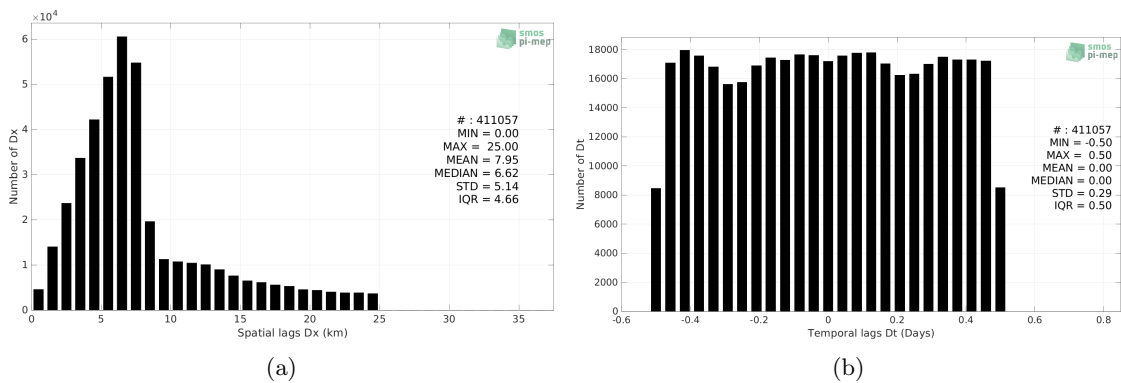 ×10⁴
6
5
4
3
2
1
0
Number of Dx
0 5 10 15 20 25 30 35
Spatial lags Dx (km)
smos
pi-mep
# : 411057
MIN = 0.00
MAX = 25.00
MEAN = 7.95
MEDIAN = 6.62
STD = 5.14
IQR = 4.66
(a)
18000
16000
14000
12000
10000
8000
6000
4000
2000
0
Number of Dt
-0.6 -0.4 -0.2 0 0.2 0.4 0.6 0.8
Temporal lags Dt (Days)
smos
pi-mep
# : 411057
MIN = -0.50
MAX = 0.50
MEAN = 0.00
MEDIAN = 0.00
STD = 0.29
IQR = 0.50
(b)